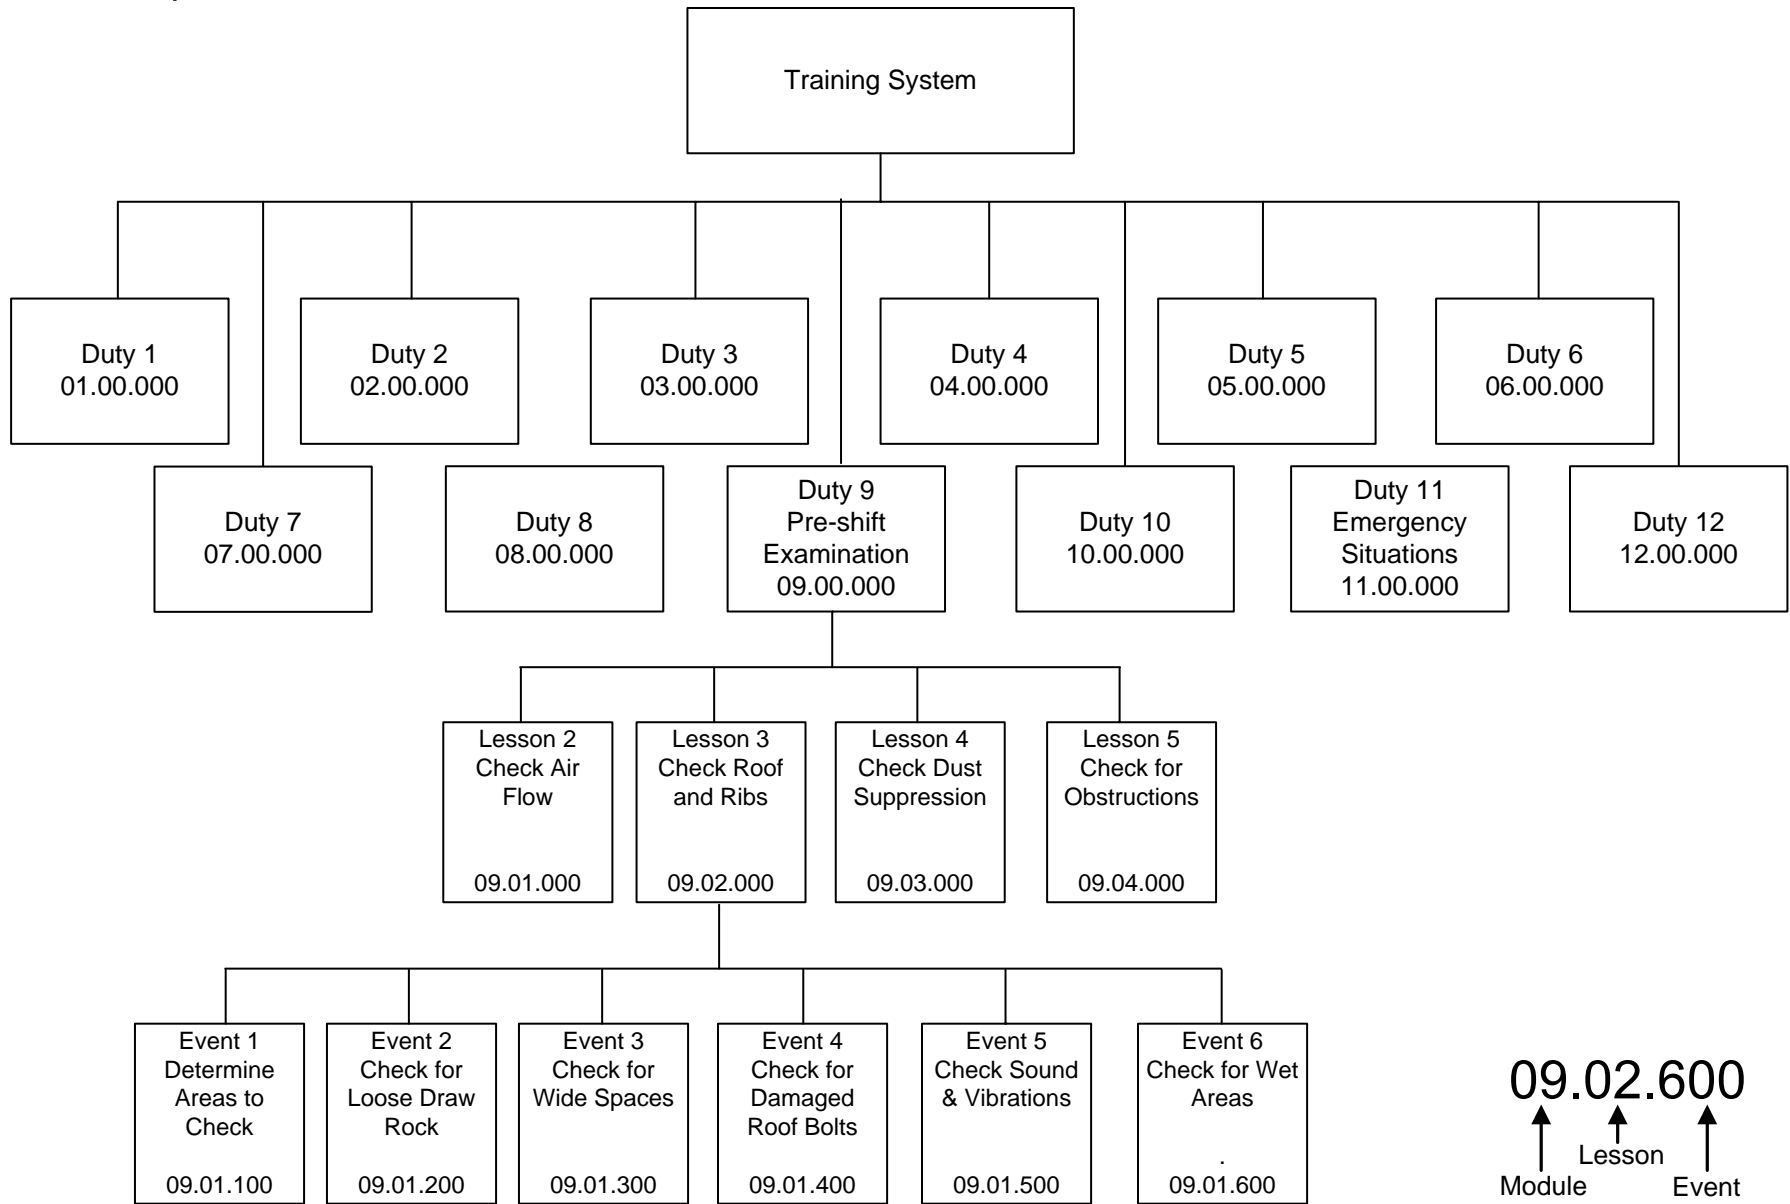 Training System
Duty 1
01.00.000
Duty 2
02.00.000
Duty 3
03.00.000
Duty 4
04.00.000
Duty 5
05.00.000
Duty 6
06.00.000
Duty 7
07.00.000
Duty 8
08.00.000
Duty 9
Pre-shift
Examination
09.00.000
Duty 10
10.00.000
Duty 11
Emergency
Situations
11.00.000
Duty 12
12.00.000
Lesson 2
Check Air
Flow
09.01.000
Lesson 3
Check Roof
and Ribs
09.02.000
Lesson 4
Check Dust
Suppression
09.03.000
Lesson 5
Check for
Obstructions
09.04.000
Event 1
Determine
Areas to
Check
09.01.100
Event 2
Check for
Loose Draw
Rock
09.01.200
Event 3
Check for
Wide Spaces
09.01.300
Event 4
Check for
Damaged
Roof Bolts
09.01.400
Event 5
Check Sound
& Vibrations
09.01.500
Event 6
Check for Wet
Areas
.
09.01.600
09.02.600
Module
Lesson
Event